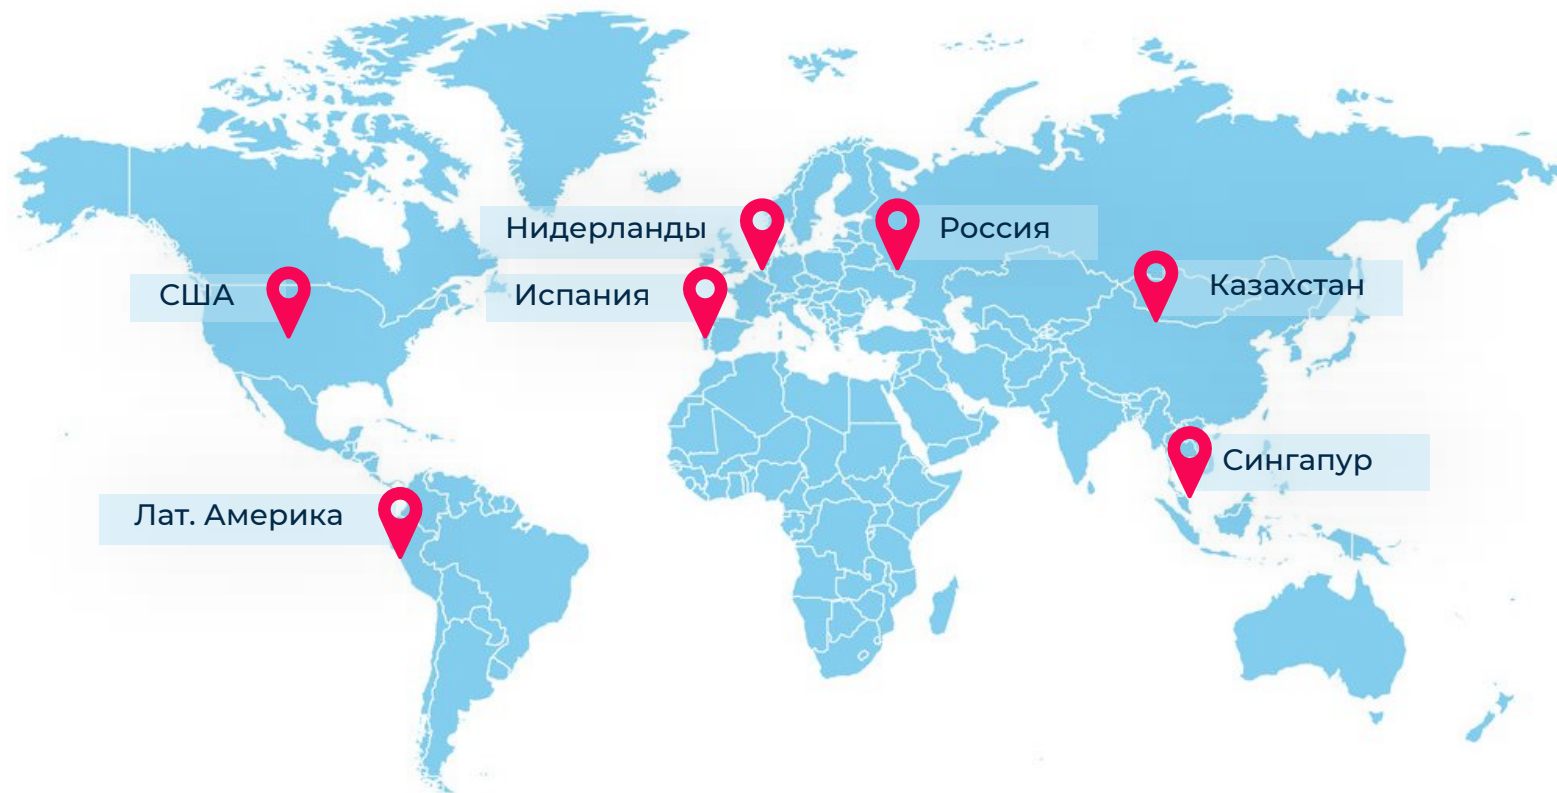 Нидерланды
Россия
США
Испания
Казахстан
Сингапур
Лат. Америка